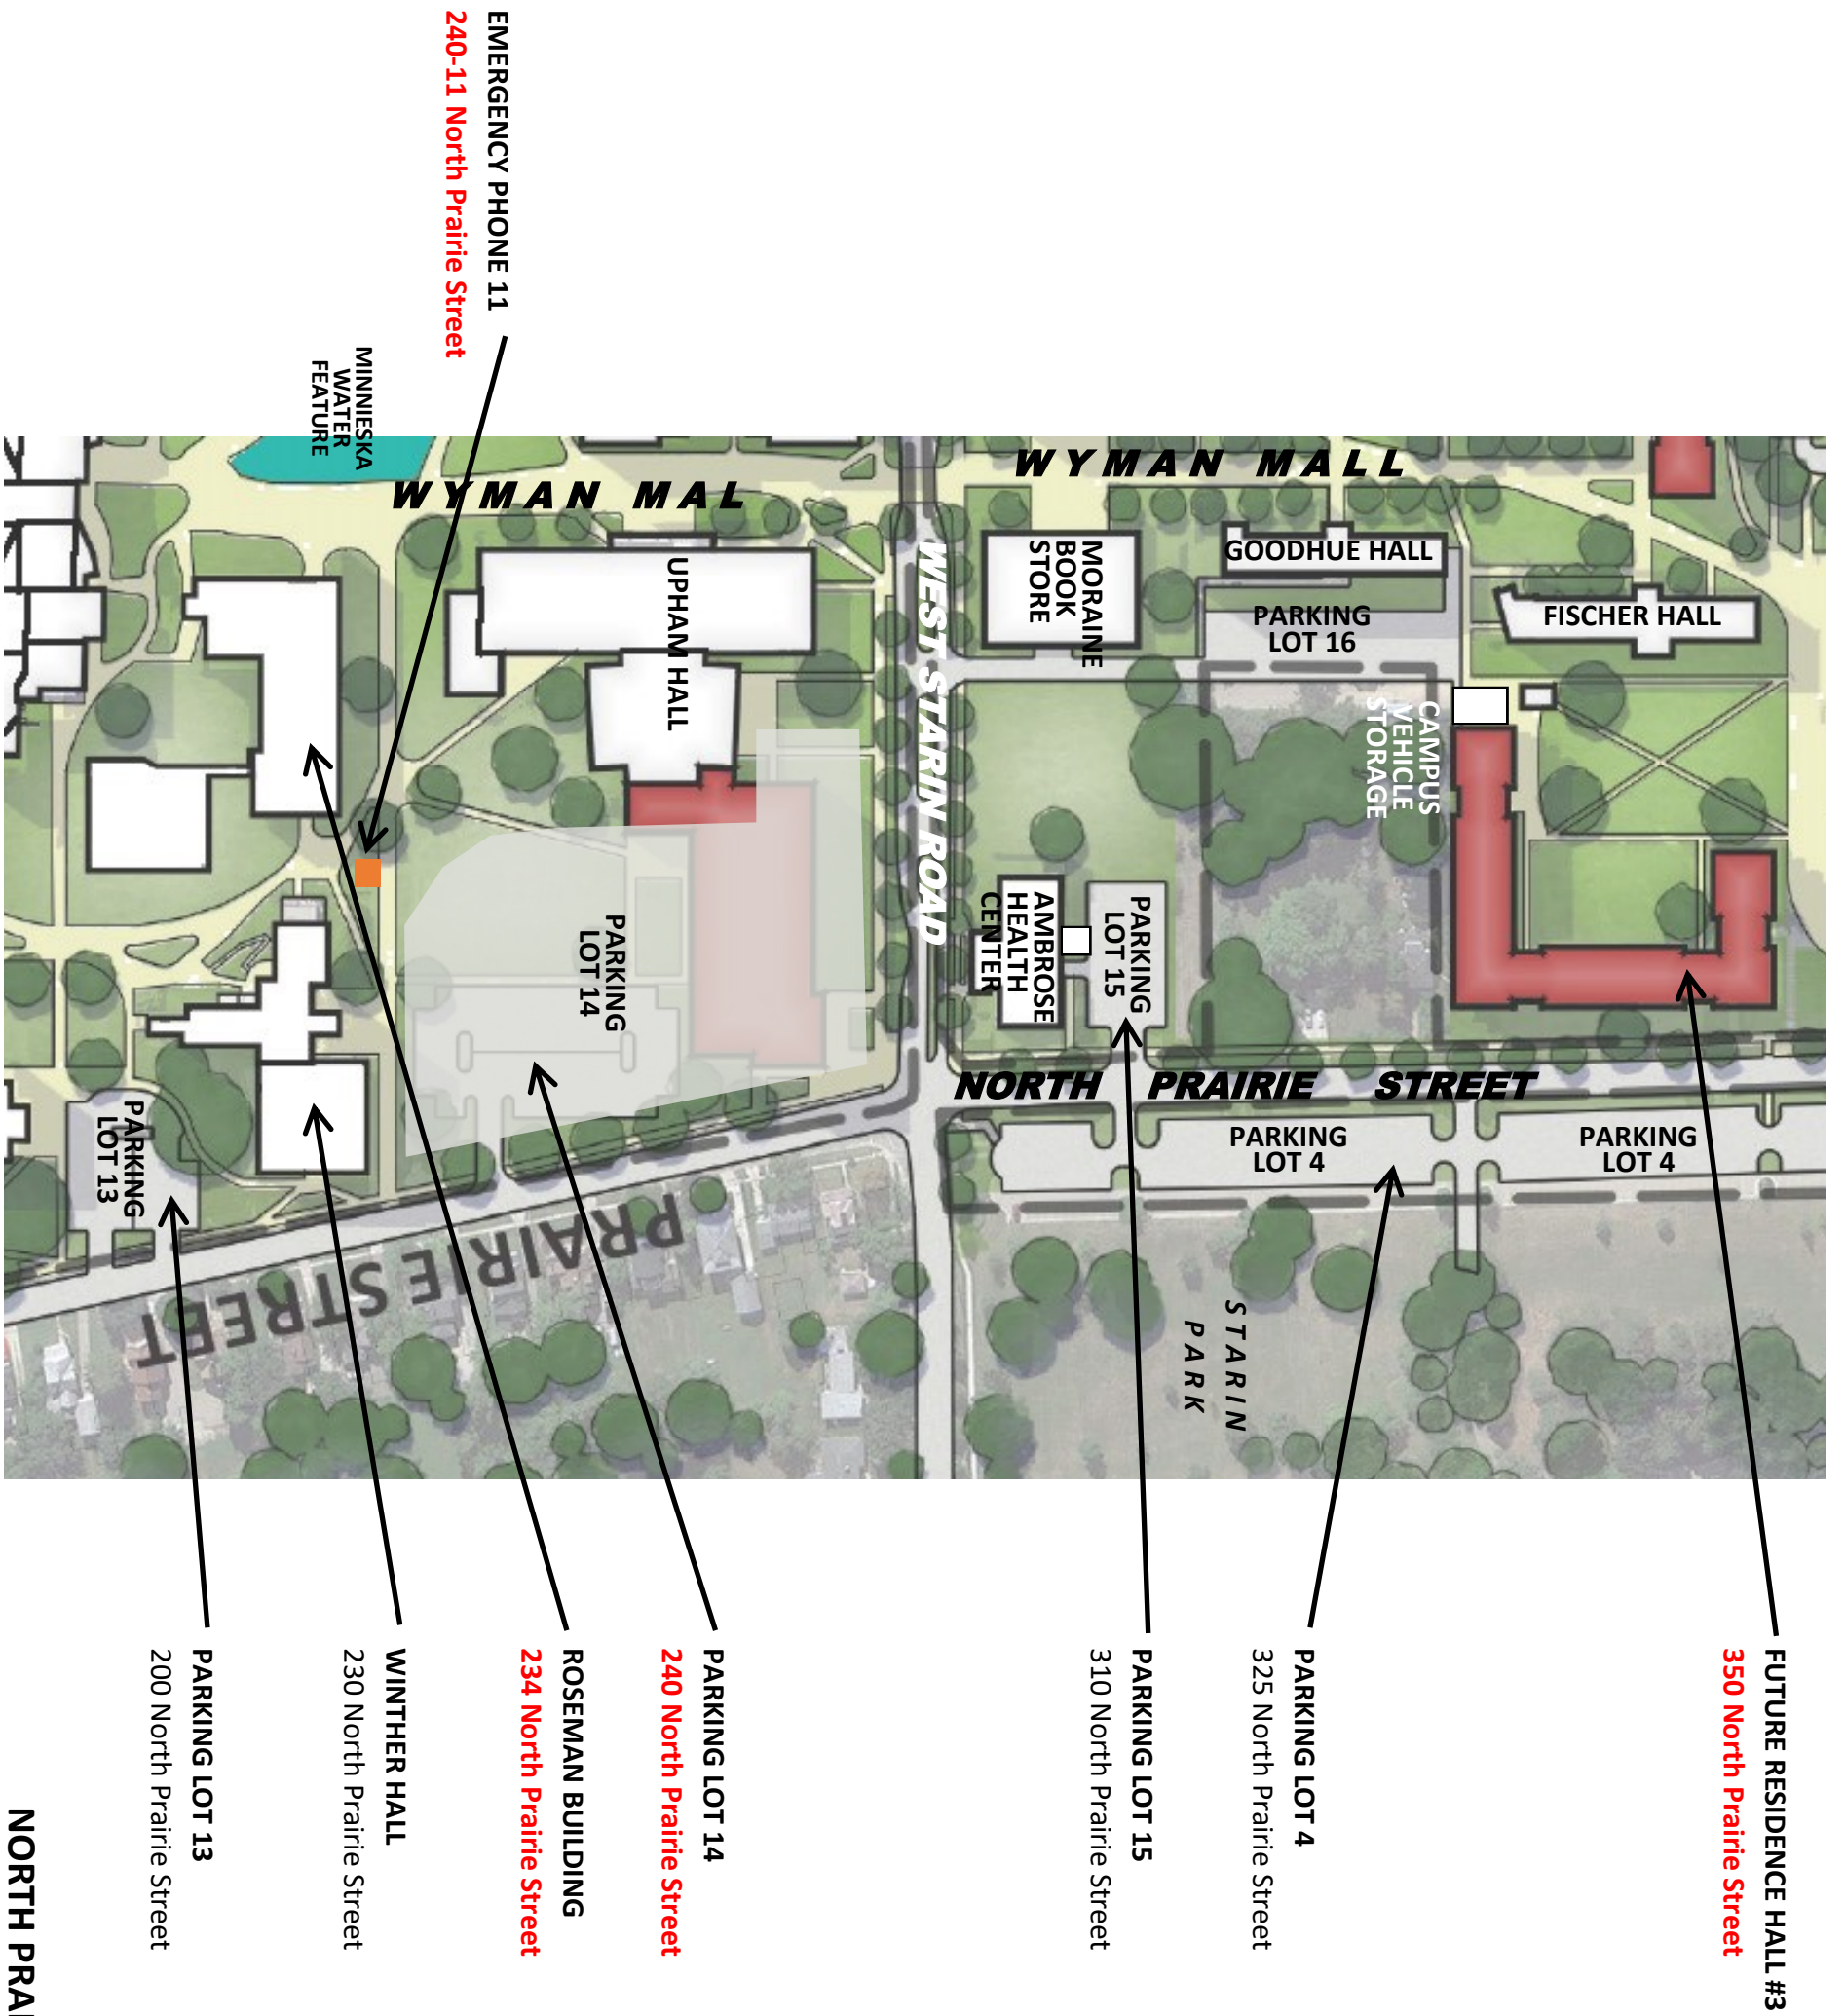 EMERGENCY PHONE 11
240-11 North Prairie Street
MINNIESKA
WATER
FEATURE
WYMAN MAL
WYMAN MALL
UPHAM HALL
WEST STARIN ROAD
MORAINE
BOOK
STORE
GOODHUE HALL
PARKING
LOT 16
FISCHER HALL
CAMPUS
VEHICLE
STORAGE
AMBROSE
HEALTH
CENTER
PARKING
LOT 15
PARKING
LOT 14
NORTH PRAIRIE STREET
PARKING
LOT 4
PARKING
LOT 4
PARKING
LOT 13
PRAIRIE STREET
STARIN
PARK
FUTURE RESIDENCE HALL #3
350 North Prairie Street
PARKING LOT 4
325 North Prairie Street
PARKING LOT 15
310 North Prairie Street
PARKING LOT 14
240 North Prairie Street
ROSEMAN BUILDING
234 North Prairie Street
WINTHER HALL
230 North Prairie Street
PARKING LOT 13
200 North Prairie Street
NORTH